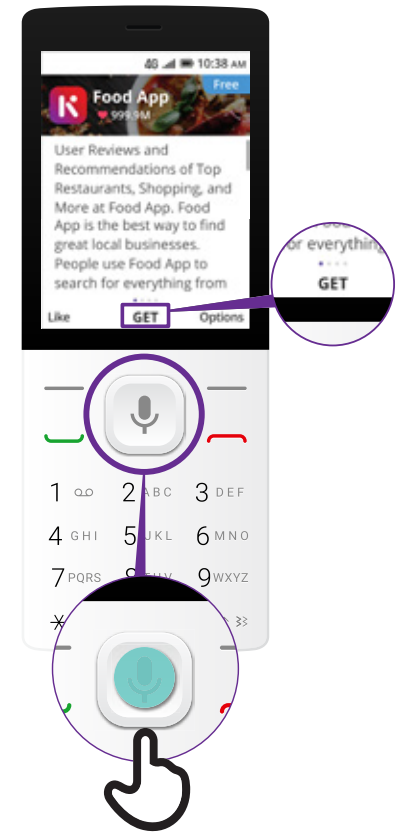 4G 10:38 AM
Free
Food App
999.9M
User Reviews and
Recommendations of Top
Restaurants, Shopping, and
More at Food App. Food
App is the best way to find
great local businesses.
People use Food App to
search for everything from
Like GET Options
or everything
GET
1 2 ABC 3 DEF
4 GHI 5 JKL 6 MNO
7 PQRS 8 TUV 9 WXYZ
*